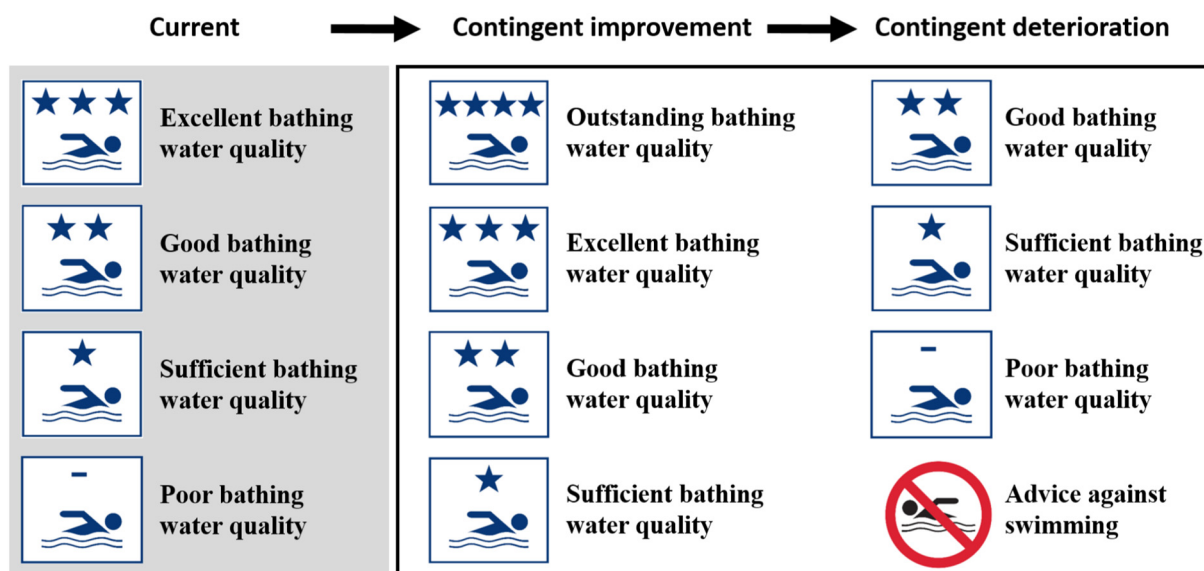 Current
Contingent improvement
Contingent deterioration
Excellent bathing
water quality
Outstanding bathing
water quality
Good bathing
water quality
Good bathing
water quality
Excellent bathing
water quality
Sufficient bathing
water quality
Sufficient bathing
water quality
Good bathing
water quality
Poor bathing
water quality
Poor bathing
water quality
Sufficient bathing
water quality
Advice against
swimming